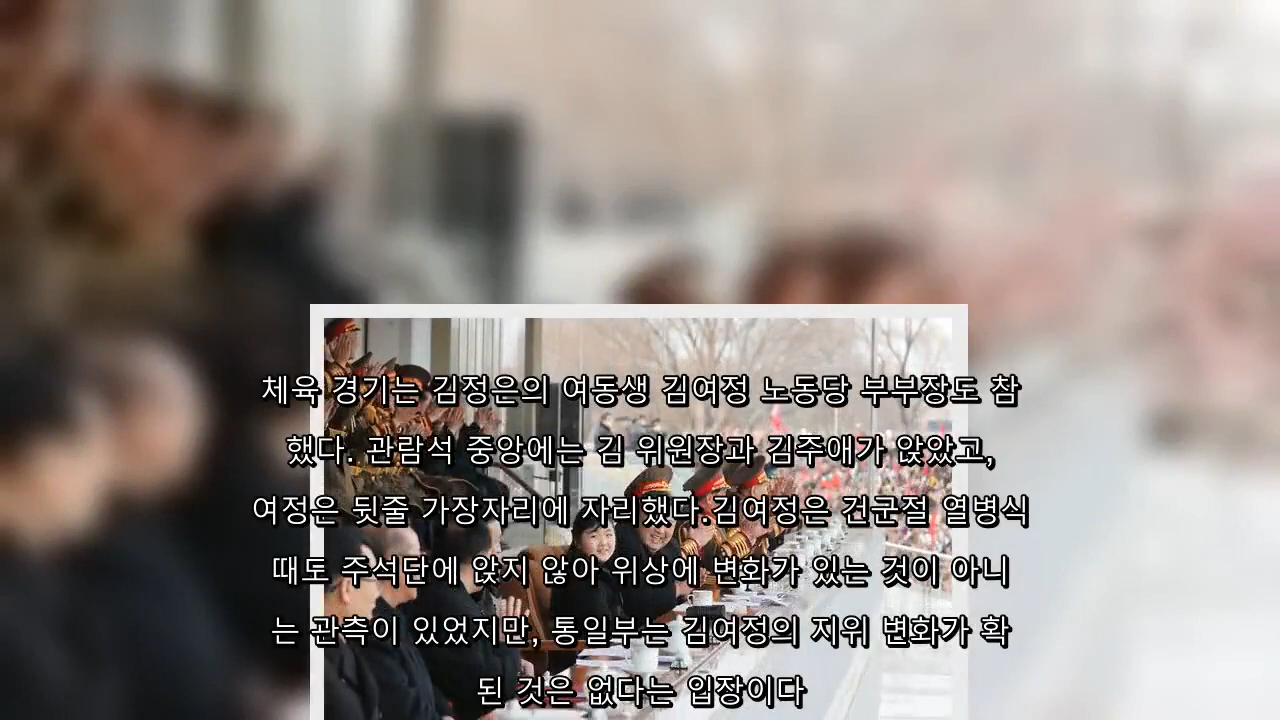 체육 경기는 김정은의 여동생 김여정 노동당 부부장도 참
했다. 관람석 중앙에는 김 위원장과 김주애가 앉았고,
여정은 뒷줄 가장자리에 자리했다.김여정은 건군절 열병식
때도 주석단에 앉지 않아 위상에 변화가 있는 것이 아니
는 관측이 있었지만, 통일부는 김여정의 지위 변화가 확
된 것은 없다는 입장이다